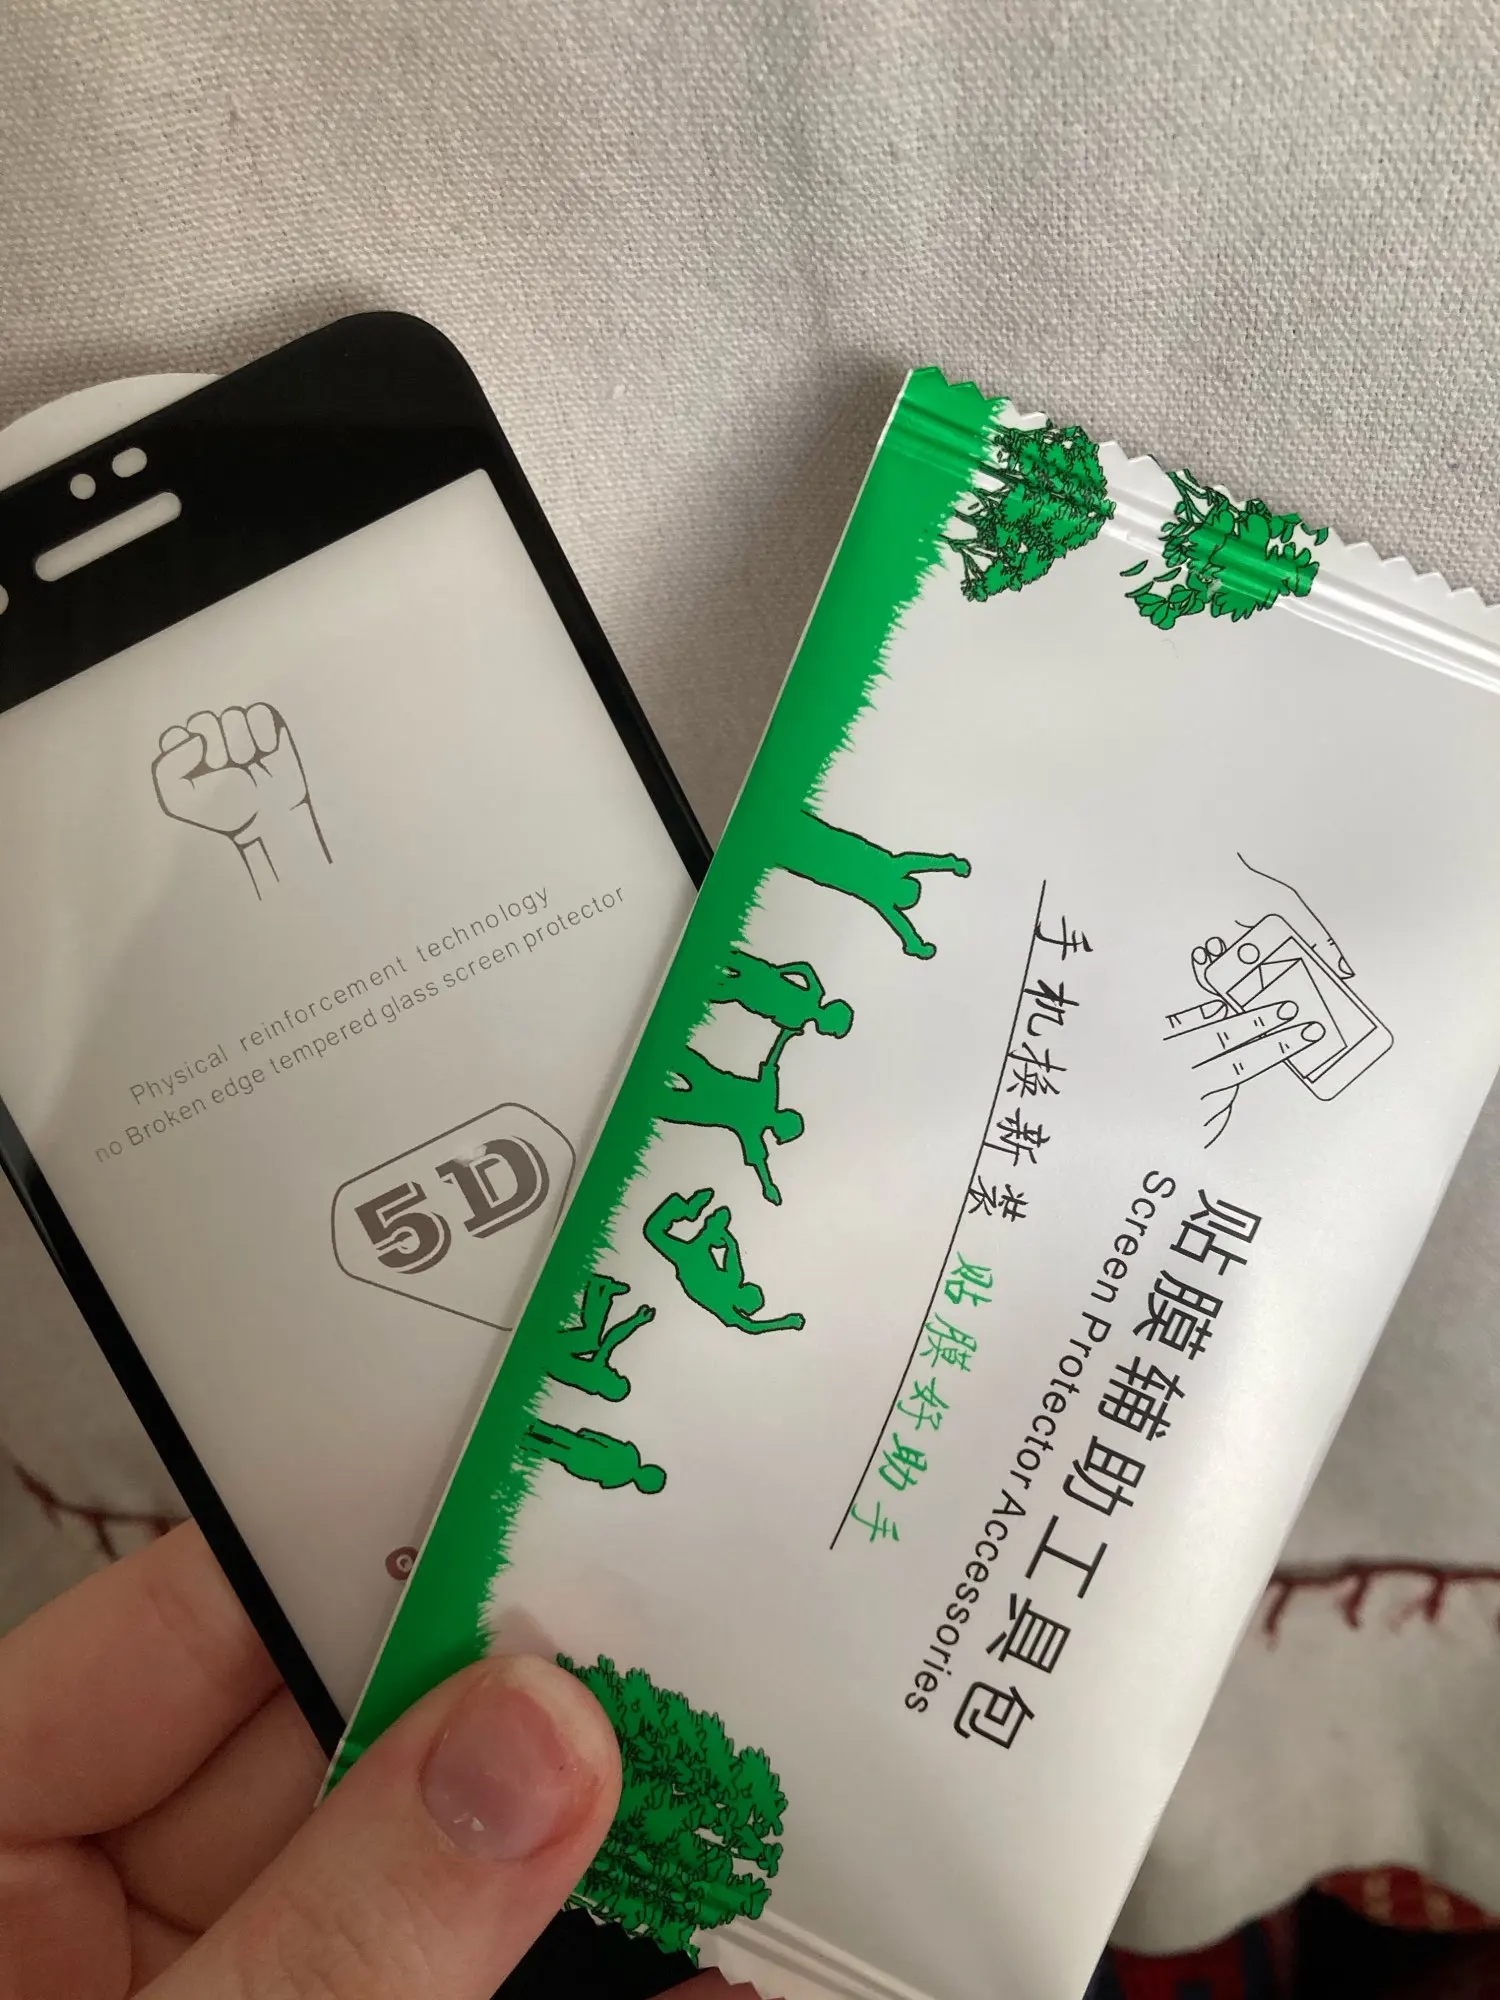 Physical reinforcement technology
no Broken edge tempered glass screen protector
5D
贴膜辅助工具包
Screen Protector Accessories
手机换新装 贴膜好助手